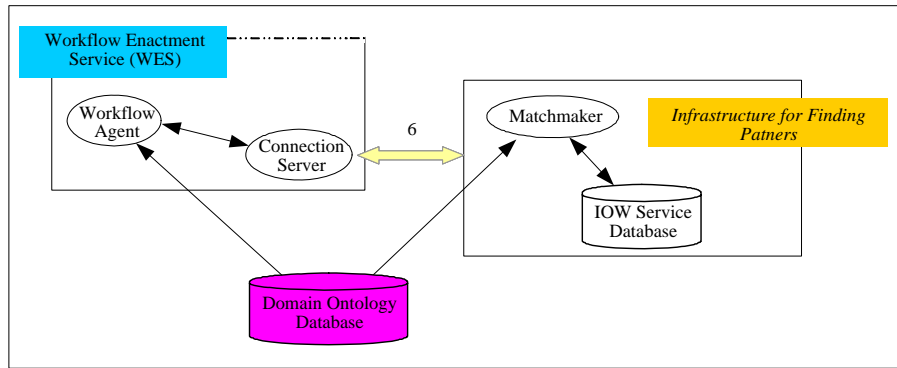 Workflow Enactment
Service (WES)
Workflow
Agent
Connection
Server
6
Matchmaker
Infrastructure for Finding
Patners
IOW Service
Database
Domain Ontology
Database